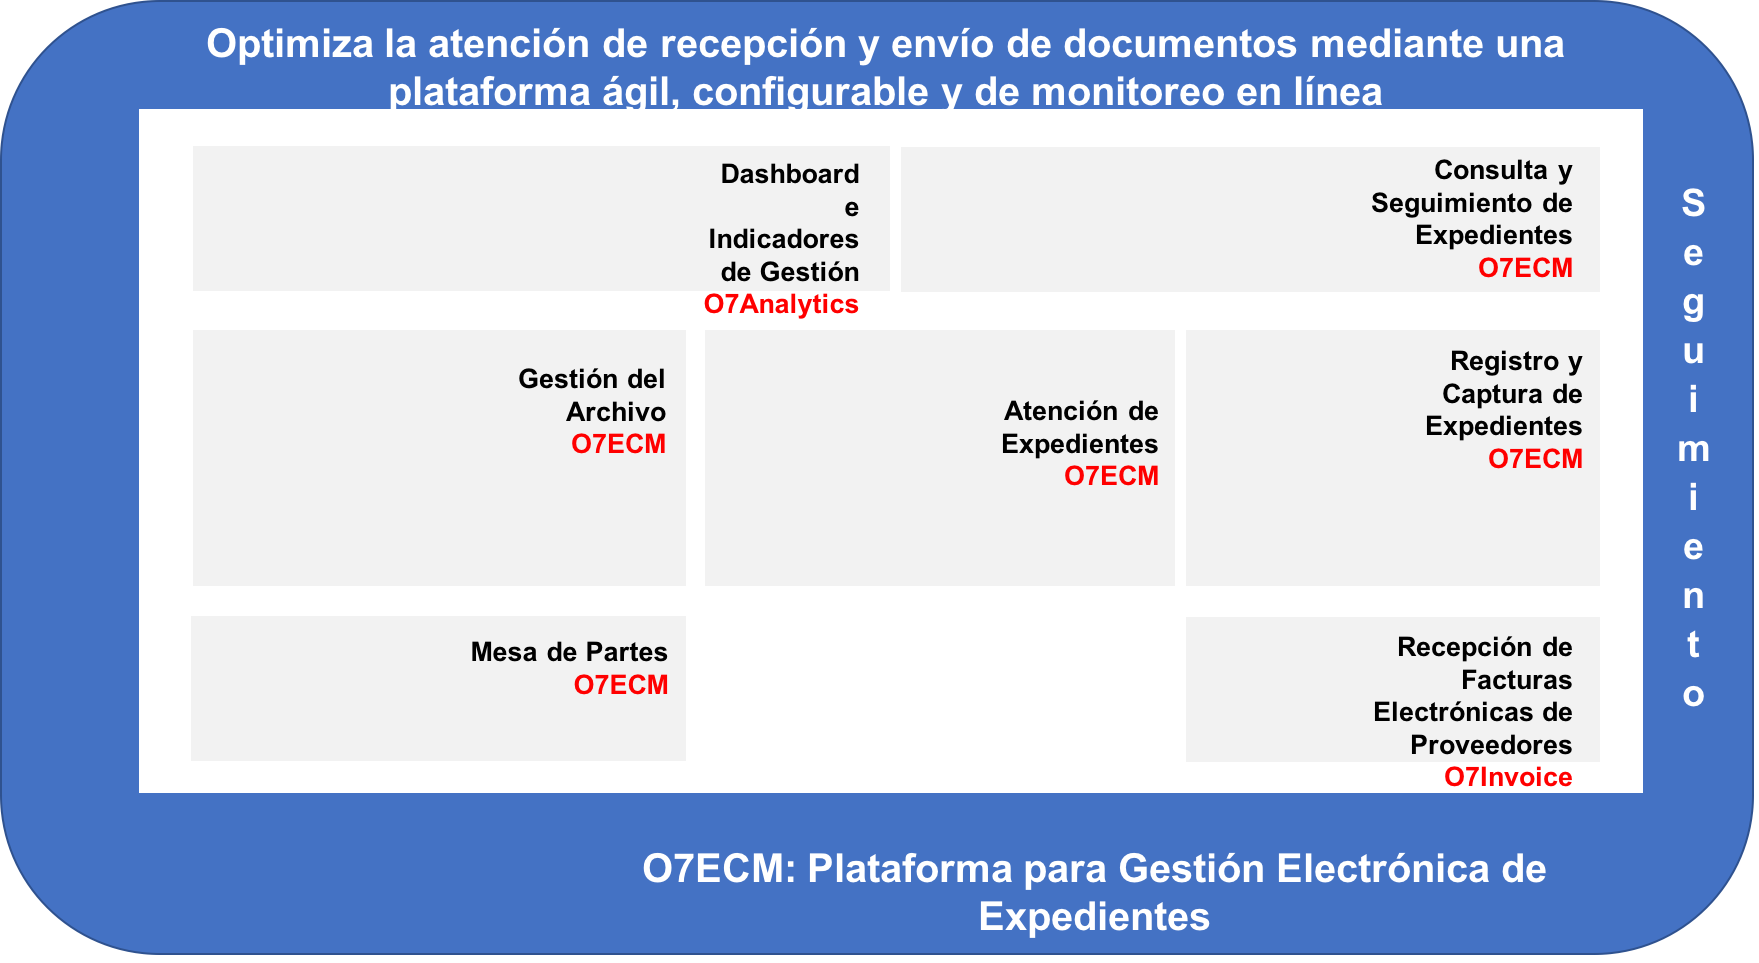 Optimiza la atención de recepción y envío de documentos mediante una
plataforma ágil, configurable y de monitoreo en línea
Dashboard
e
Indicadores
de Gestión
O7Analytics
Consulta y
Seguimiento de
Expedientes
O7ECM
Gestión del
Archivo
O7ECM
Atención de
Expedientes
O7ECM
Registro y
Captura de
Expedientes
O7ECM
Mesa de Partes
O7ECM
Recepción de
Facturas
Electrónicas de
Proveedores
O7Invoice
Seguimiento
O7ECM: Plataforma para Gestión Electrónica de
Expedientes